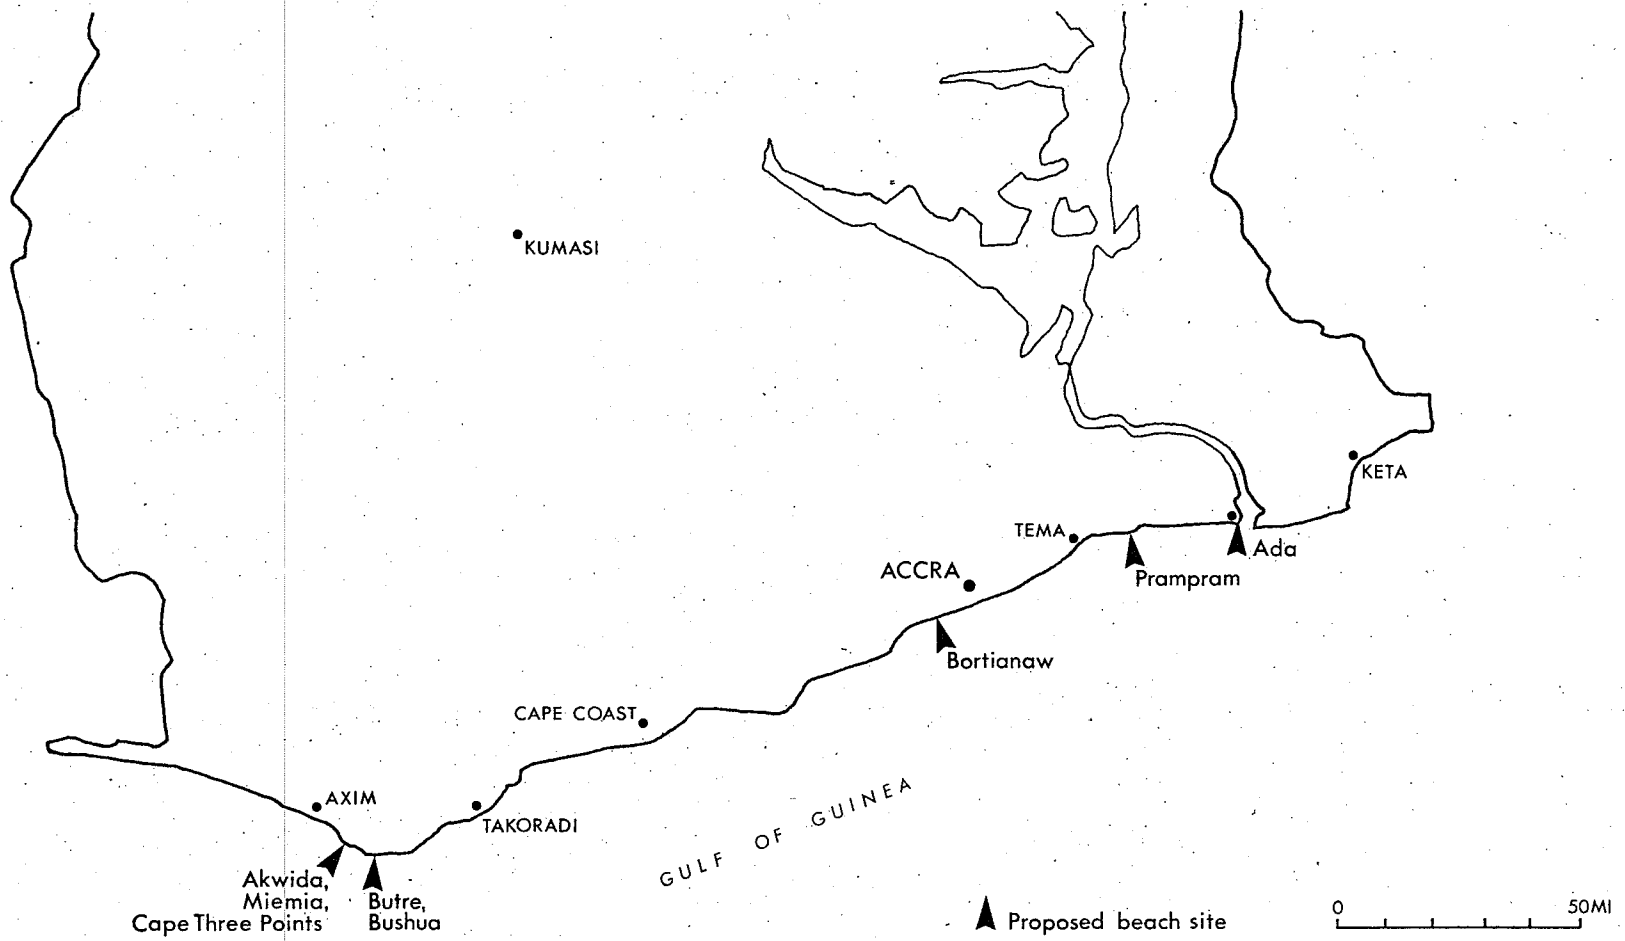 KUMASI
KETA
TEMA
Ada
ACCRA
Prampram
Bortianaw
CAPE COAST
AXIM
TAKORADI
GULF OF GUINEA
Akwida,
Miemia,
Cape Three Points
Butre,
Bushua
Proposed beach site
0 50MI